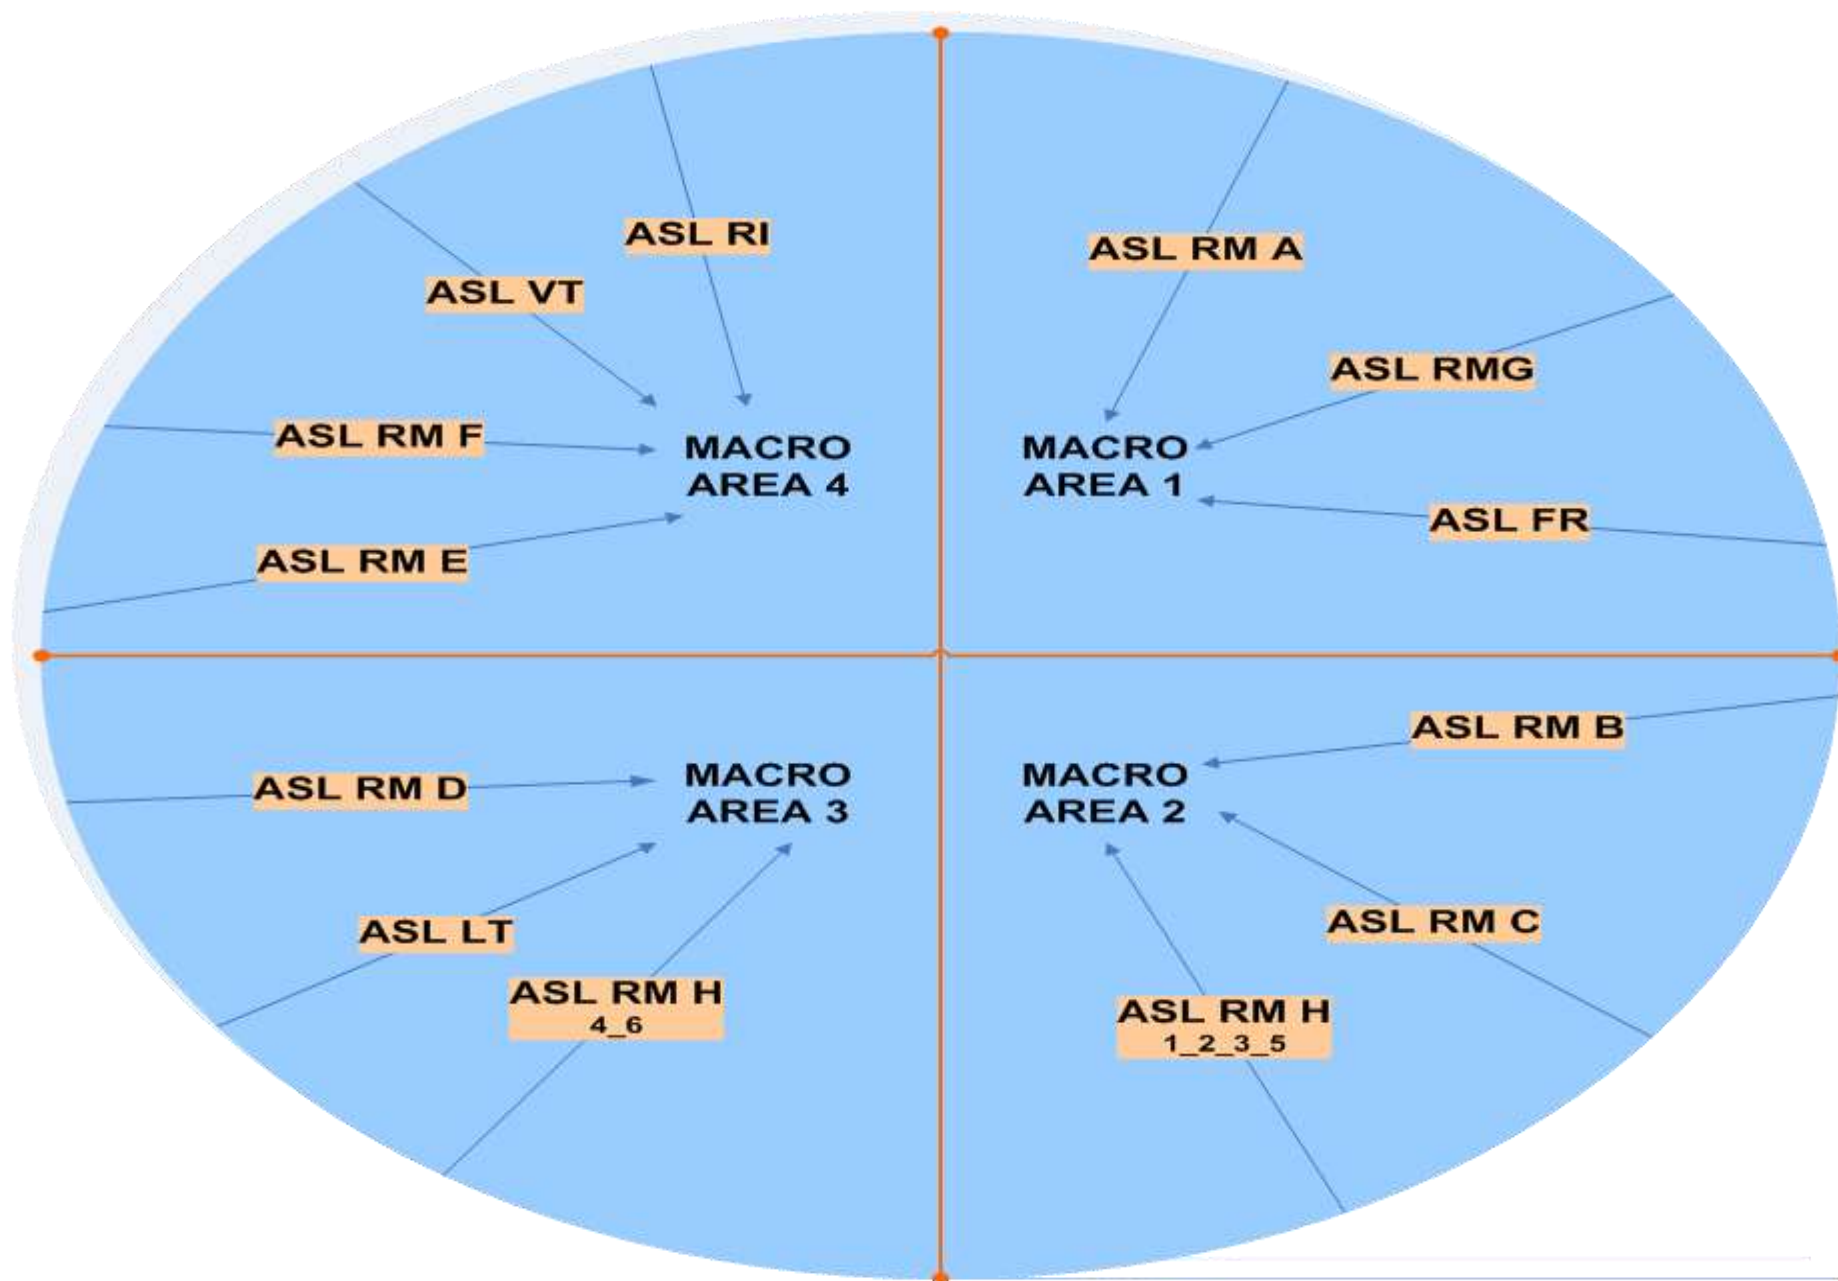 ASL RI
ASL RM A
ASL VT
ASL RMG
ASL RM F
MACRO
AREA 4
MACRO
AREA 1
ASL FR
ASL RM E
ASL RM B
ASL RM D
MACRO
AREA 3
MACRO
AREA 2
ASL LT
ASL RM C
ASL RM H
4_6
ASL RM H
1_2_3_5